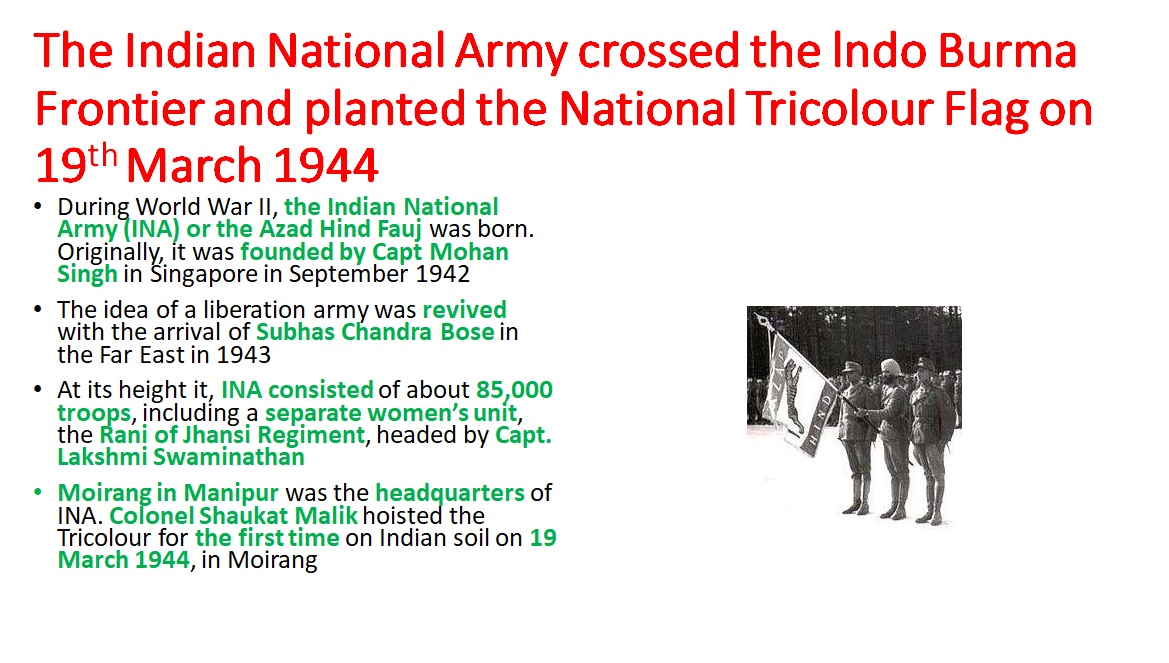 The Indian National Army crossed the Indo Burma
Frontier and planted the National Tricolour Flag on
19th March 1944
• During World War II, the Indian National
Army (INA) or the Azad Hind Fauj was born.
Originally, it was founded by Capt Mohan
Singh in Singapore in September 1942
• The idea of a liberation army was revived
with the arrival of Subhas Chandra Bose in
the Far East in 1943
• At its height it, INA consisted of about 85,000
troops, including a separate women's unit,
the Rani of Jhansi Regiment, headed by Capt.
Lakshmi Swaminathan
• Moirang in Manipur was the headquarters of
INA. Colonel Shaukat Malik hoisted the
Tricolour for the first time on Indian soil on 19
March 1944, in Moirang
AZAD
HIND